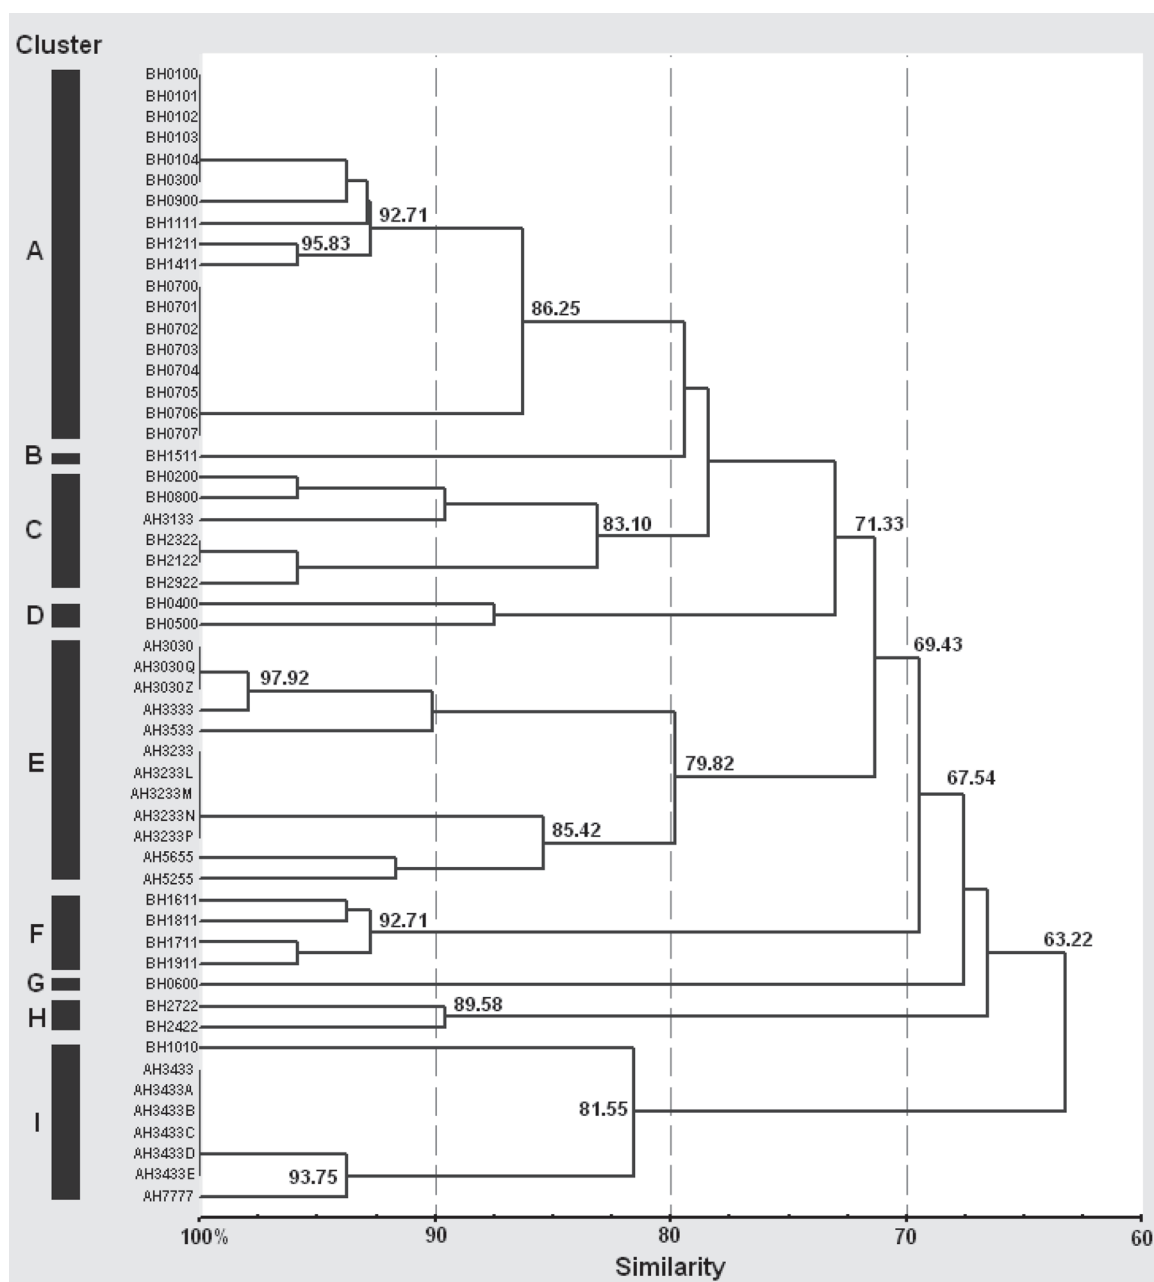 Cluster
BH0100
BH0101
BH0102
BH0103
BH0104
BH0300
BH0900
BH1111
92.71
BH1211
95.83
A
BH1411
BH0700
BH0701
86.25
BH0702
BH0703
BH0704
BH0705
BH0706
BH0707
B
BH1511
BH0200
BH0800
AH3133
83.10
71.33
C
BH2322
BH2122
BH2922
BH0400
D
BH0500
AH3030
69.43
AH3030Q
97.92
AH3030Z
AH3333
AH3533
AH3233
E
79.82
AH3233L
67.54
AH3233M
AH3233N
85.42
AH3233P
AH5655
AH5255
BH1611
BH1811
92.71
F
BH1711
63.22
BH1911
G
BH0600
BH2722
89.58
H
BH2422
BH1010
AH3433
AH3433A
AH3433B
81.55
I
AH3433C
AH3433D
AH3433E
93.75
AH7777
100% 90 80 70 60
Similarity